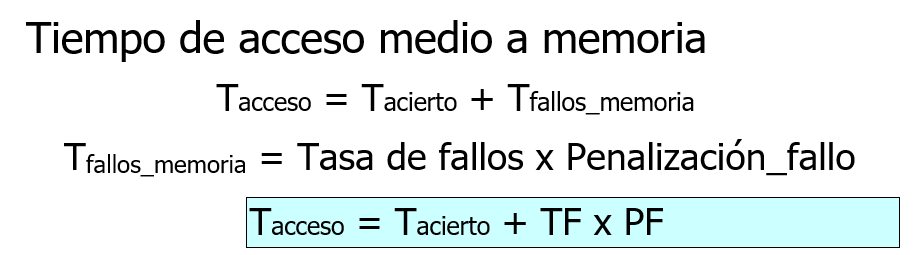 Tiempo de acceso medio a memoria
Tacceso = Tacierto + Tfallos_memoria
Tfallos_memoria = Tasa de fallos x Penalización_fallo
Tacceso = Tacierto + TF x PF